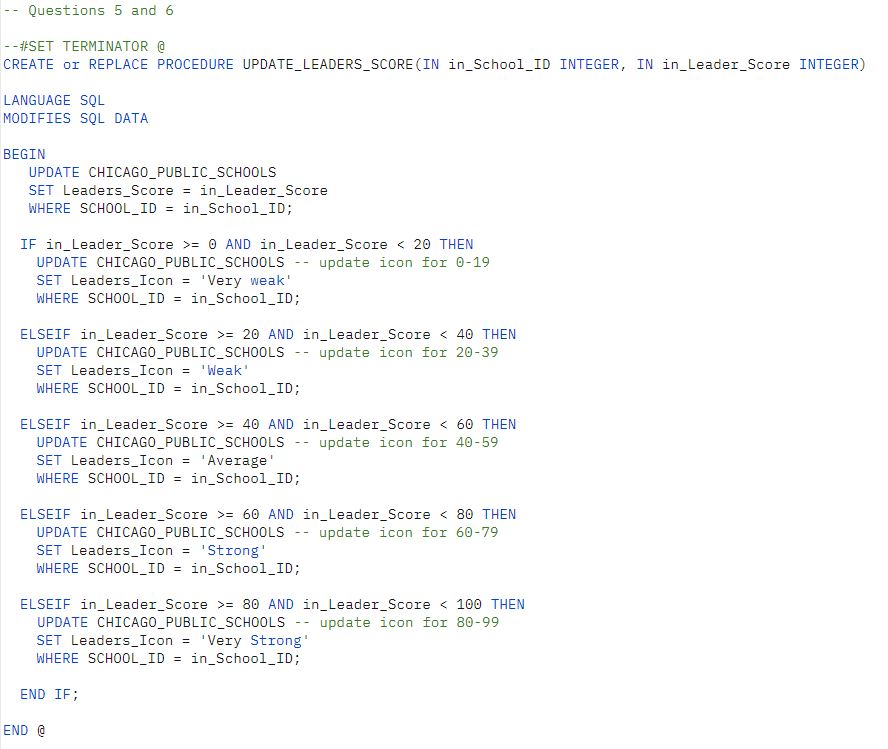 -- Questions 5 and 6
--#SET TERMINATOR @
CREATE or REPLACE PROCEDURE UPDATE_LEADERS_SCORE(IN in_School_ID INTEGER, IN in_Leader_Score INTEGER)
LANGUAGE SQL
MODIFIES SQL DATA
BEGIN
UPDATE CHICAGO_PUBLIC_SCHOOLS
SET Leaders_Score = in_Leader_Score
WHERE SCHOOL_ID = in_School_ID;
IF in_Leader_Score >= 0 AND in_Leader_Score < 20 THEN
UPDATE CHICAGO_PUBLIC_SCHOOLS -- update icon for 0-19
SET Leaders_Icon = 'Very weak'
WHERE SCHOOL_ID = in_School_ID;
ELSEIF in_Leader_Score >= 20 AND in_Leader_Score < 40 THEN
UPDATE CHICAGO_PUBLIC_SCHOOLS -- update icon for 20-39
SET Leaders_Icon = 'Weak'
WHERE SCHOOL_ID = in_School_ID;
ELSEIF in_Leader_Score >= 40 AND in_Leader_Score < 60 THEN
UPDATE CHICAGO_PUBLIC_SCHOOLS -- update icon for 40-59
SET Leaders_Icon = 'Average'
WHERE SCHOOL_ID = in_School_ID;
ELSEIF in_Leader_Score >= 60 AND in_Leader_Score < 80 THEN
UPDATE CHICAGO_PUBLIC_SCHOOLS -- update icon for 60-79
SET Leaders_Icon = 'Strong'
WHERE SCHOOL_ID = in_School_ID;
ELSEIF in_Leader_Score >= 80 AND in_Leader_Score < 100 THEN
UPDATE CHICAGO_PUBLIC_SCHOOLS -- update icon for 80-99
SET Leaders_Icon = 'Very Strong'
WHERE SCHOOL_ID = in_School_ID;
END IF;
END @